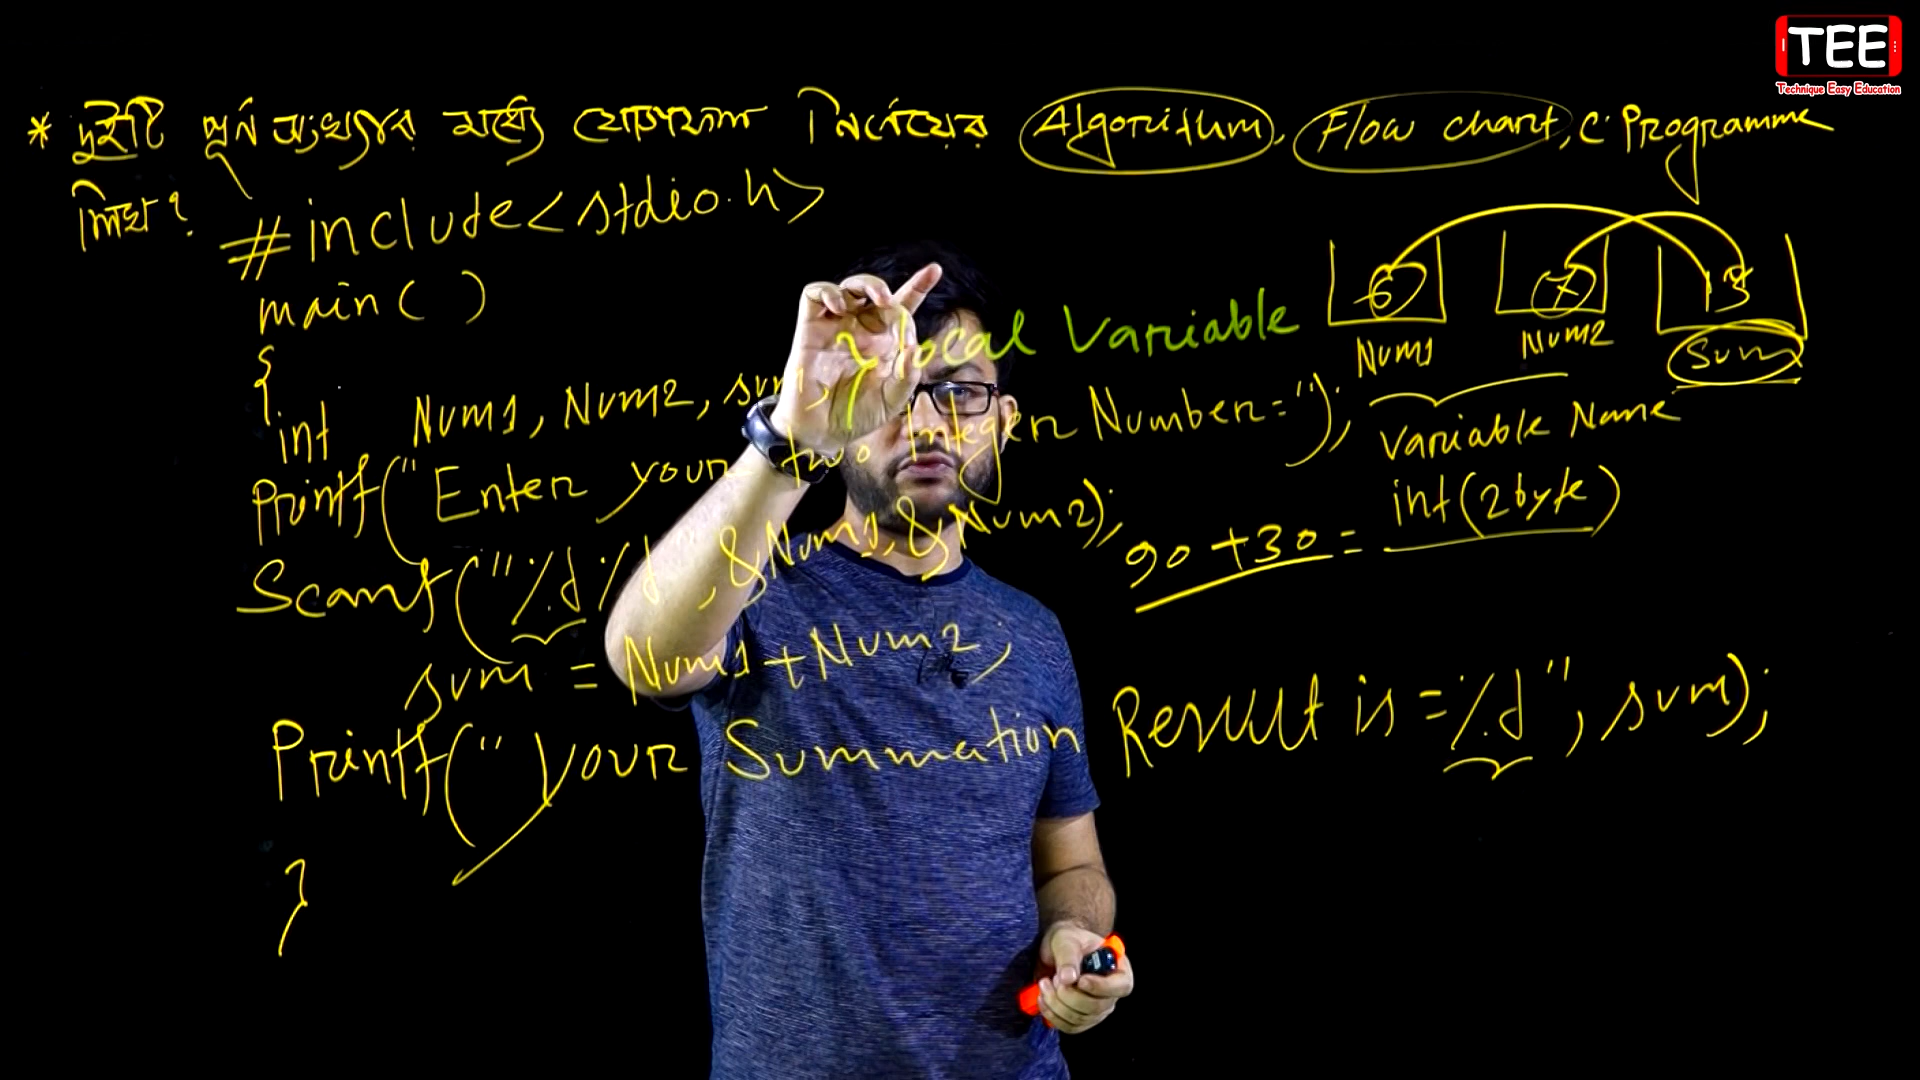 TEE
Technique Easy Education
* দুইটি পূর্ন সংখ্যার মধ্যে যোগফল নির্ণয়ের Algorithm, Flow chart, C Programme
লিখ?
#include<stdio.h>
main( )
{
int Num1, Num2, sum;
} local Variable
Printf("Enter your two Integer Number=");
Scanf("%d%d", &Num1, &Num2);
sum = Num1+Num2;
Printf("your Summation Result is =%d", sum);
}
6 7 13
Num1 Num2 Sum
Variable Name
int(2byte)
90+30=